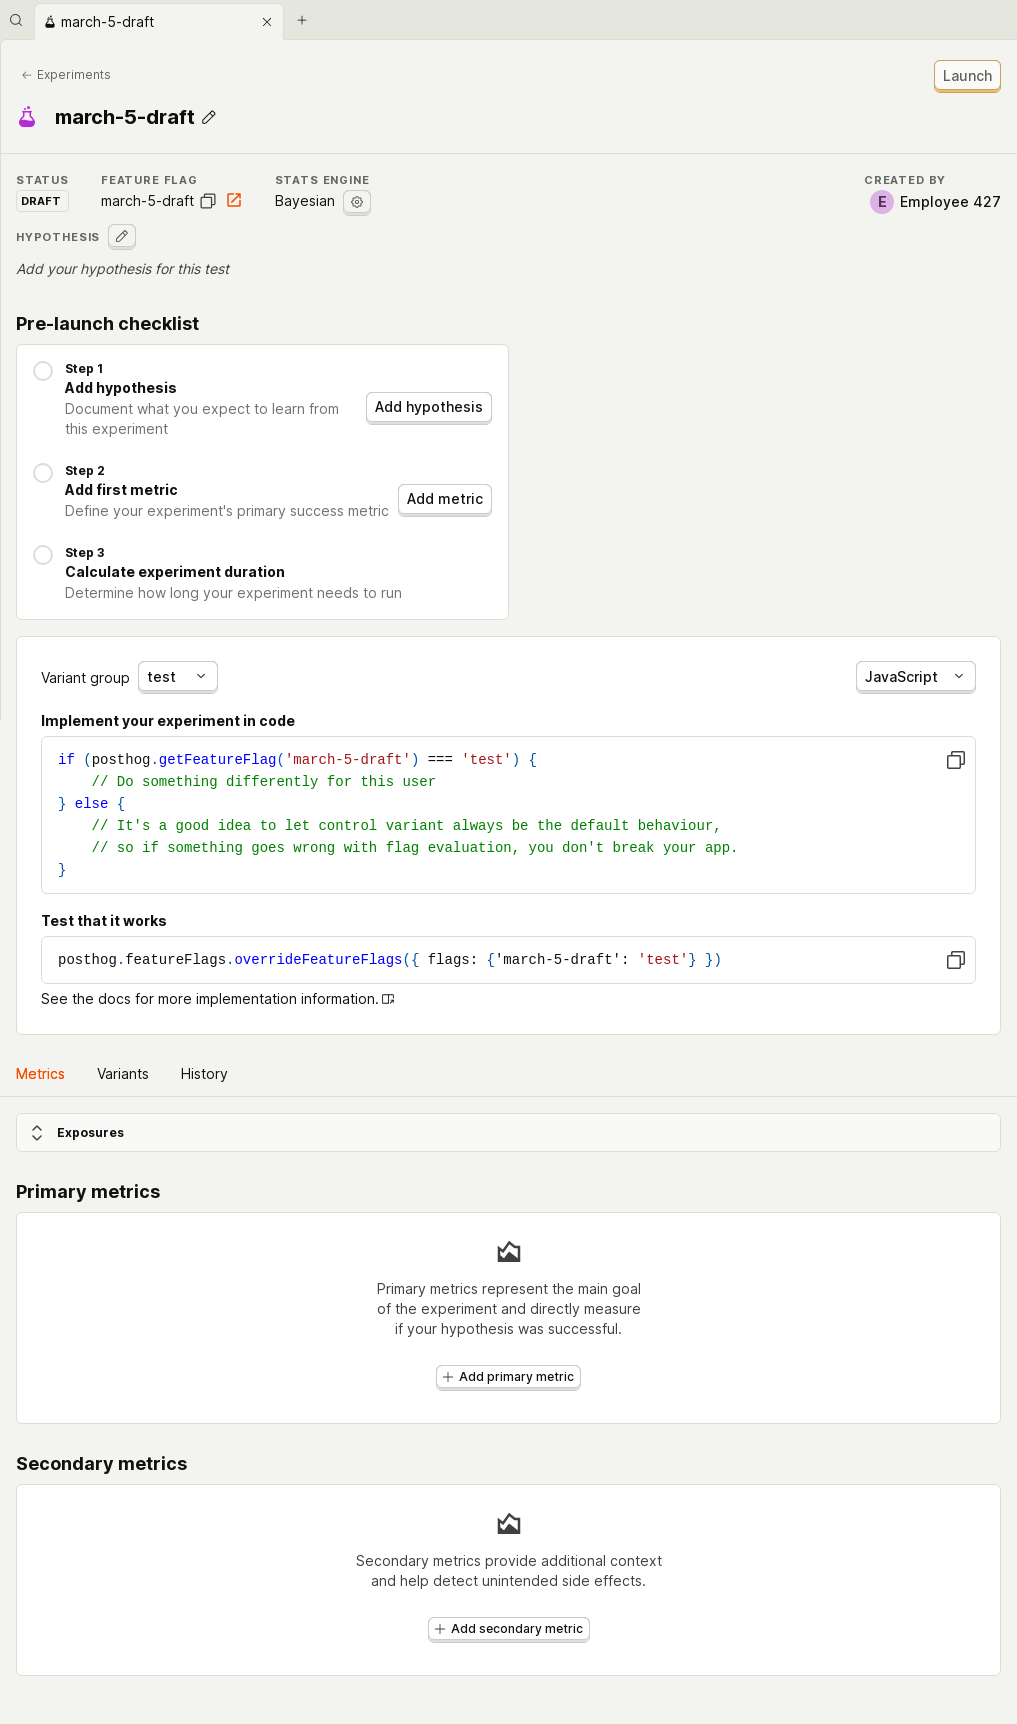 march-5-draft
Experiments
Launch
march-5-draft
STATUS
FEATURE FLAG
STATS ENGINE
CREATED BY
DRAFT
march-5-draft
Bayesian
E Employee 427
HYPOTHESIS
Add your hypothesis for this test
Pre-launch checklist
Step 1
Add hypothesis
Document what you expect to learn from
this experiment
Add hypothesis
Step 2
Add first metric
Define your experiment's primary success metric
Add metric
Step 3
Calculate experiment duration
Determine how long your experiment needs to run
Variant group test
JavaScript
Implement your experiment in code
if (posthog.getFeatureFlag('march-5-draft') === 'test') {
    // Do something differently for this user
} else {
    // It's a good idea to let control variant always be the default behaviour,
    // so if something goes wrong with flag evaluation, you don't break your app.
}
Test that it works
posthog.featureFlags.overrideFeatureFlags({ flags: {'march-5-draft': 'test'} })
See the docs for more implementation information.
Metrics
Variants
History
Exposures
Primary metrics
Primary metrics represent the main goal
of the experiment and directly measure
if your hypothesis was successful.
Add primary metric
Secondary metrics
Secondary metrics provide additional context
and help detect unintended side effects.
Add secondary metric